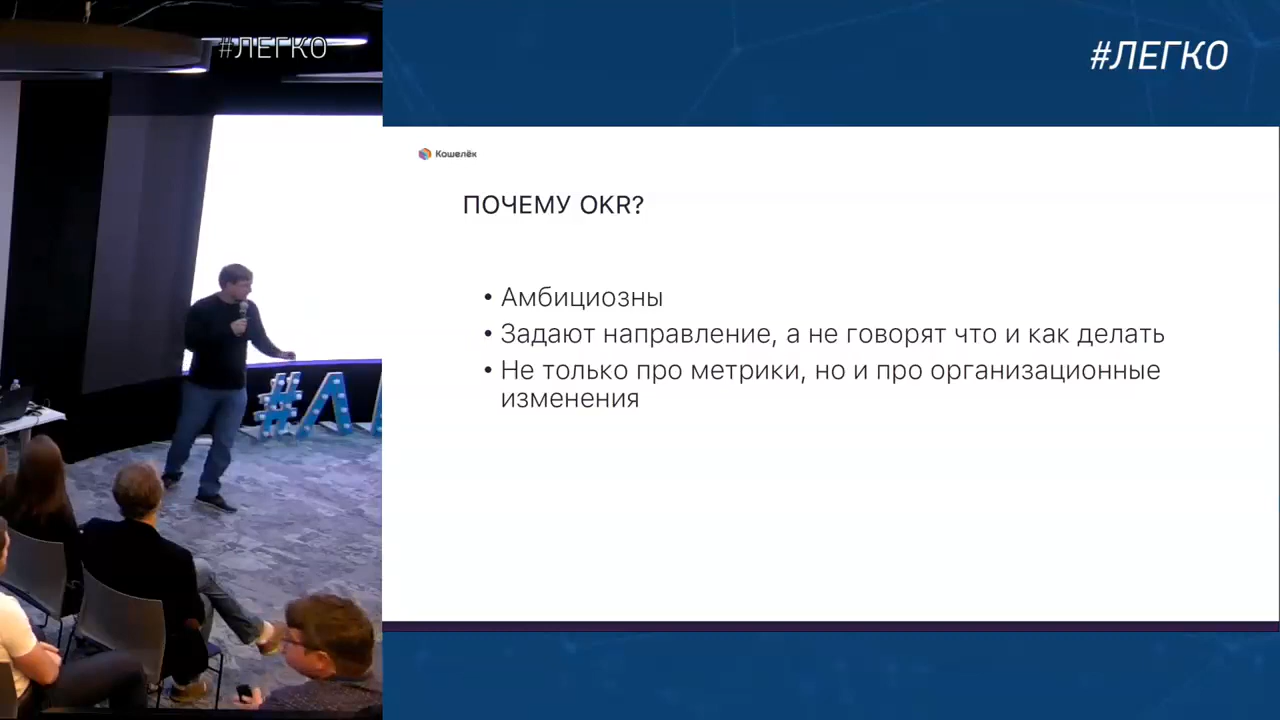 #ЛЕГКО
#ЛЕГКО
Кошелёк
ПОЧЕМУ OKR?
• Амбициозны
• Задают направление, а не говорят что и как делать
• Не только про метрики, но и про организационные
изменения
#Л